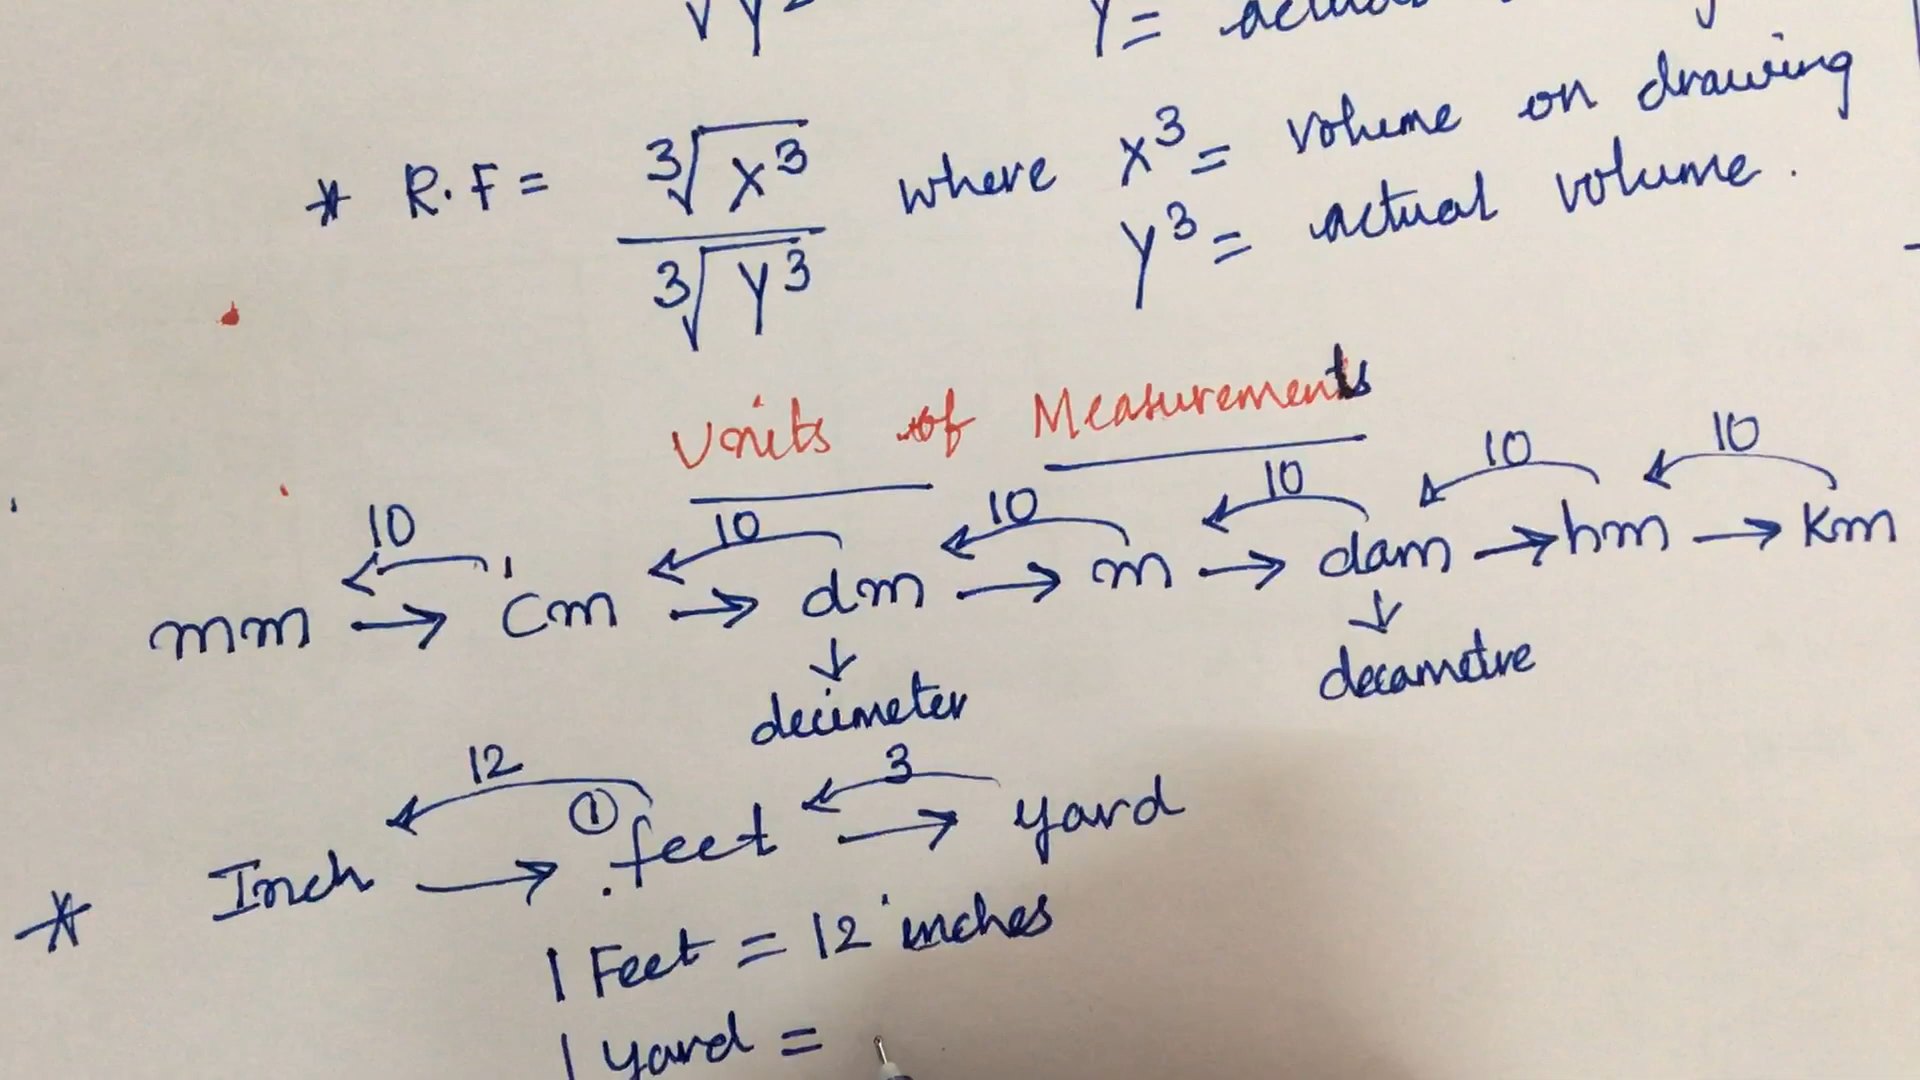 √y²
y = actual
* R.F = ∛x³ / ∛y³ where x³ = volume on drawing
y³ = actual volume.
Units of Measurements
10 10 10 10 10 10
mm → cm → dm → m → dam → hm → km
↓ ↓
decimeter decametre
12 3
* Inch → ① feet → yard
1 Feet = 12 inches
1 yard =